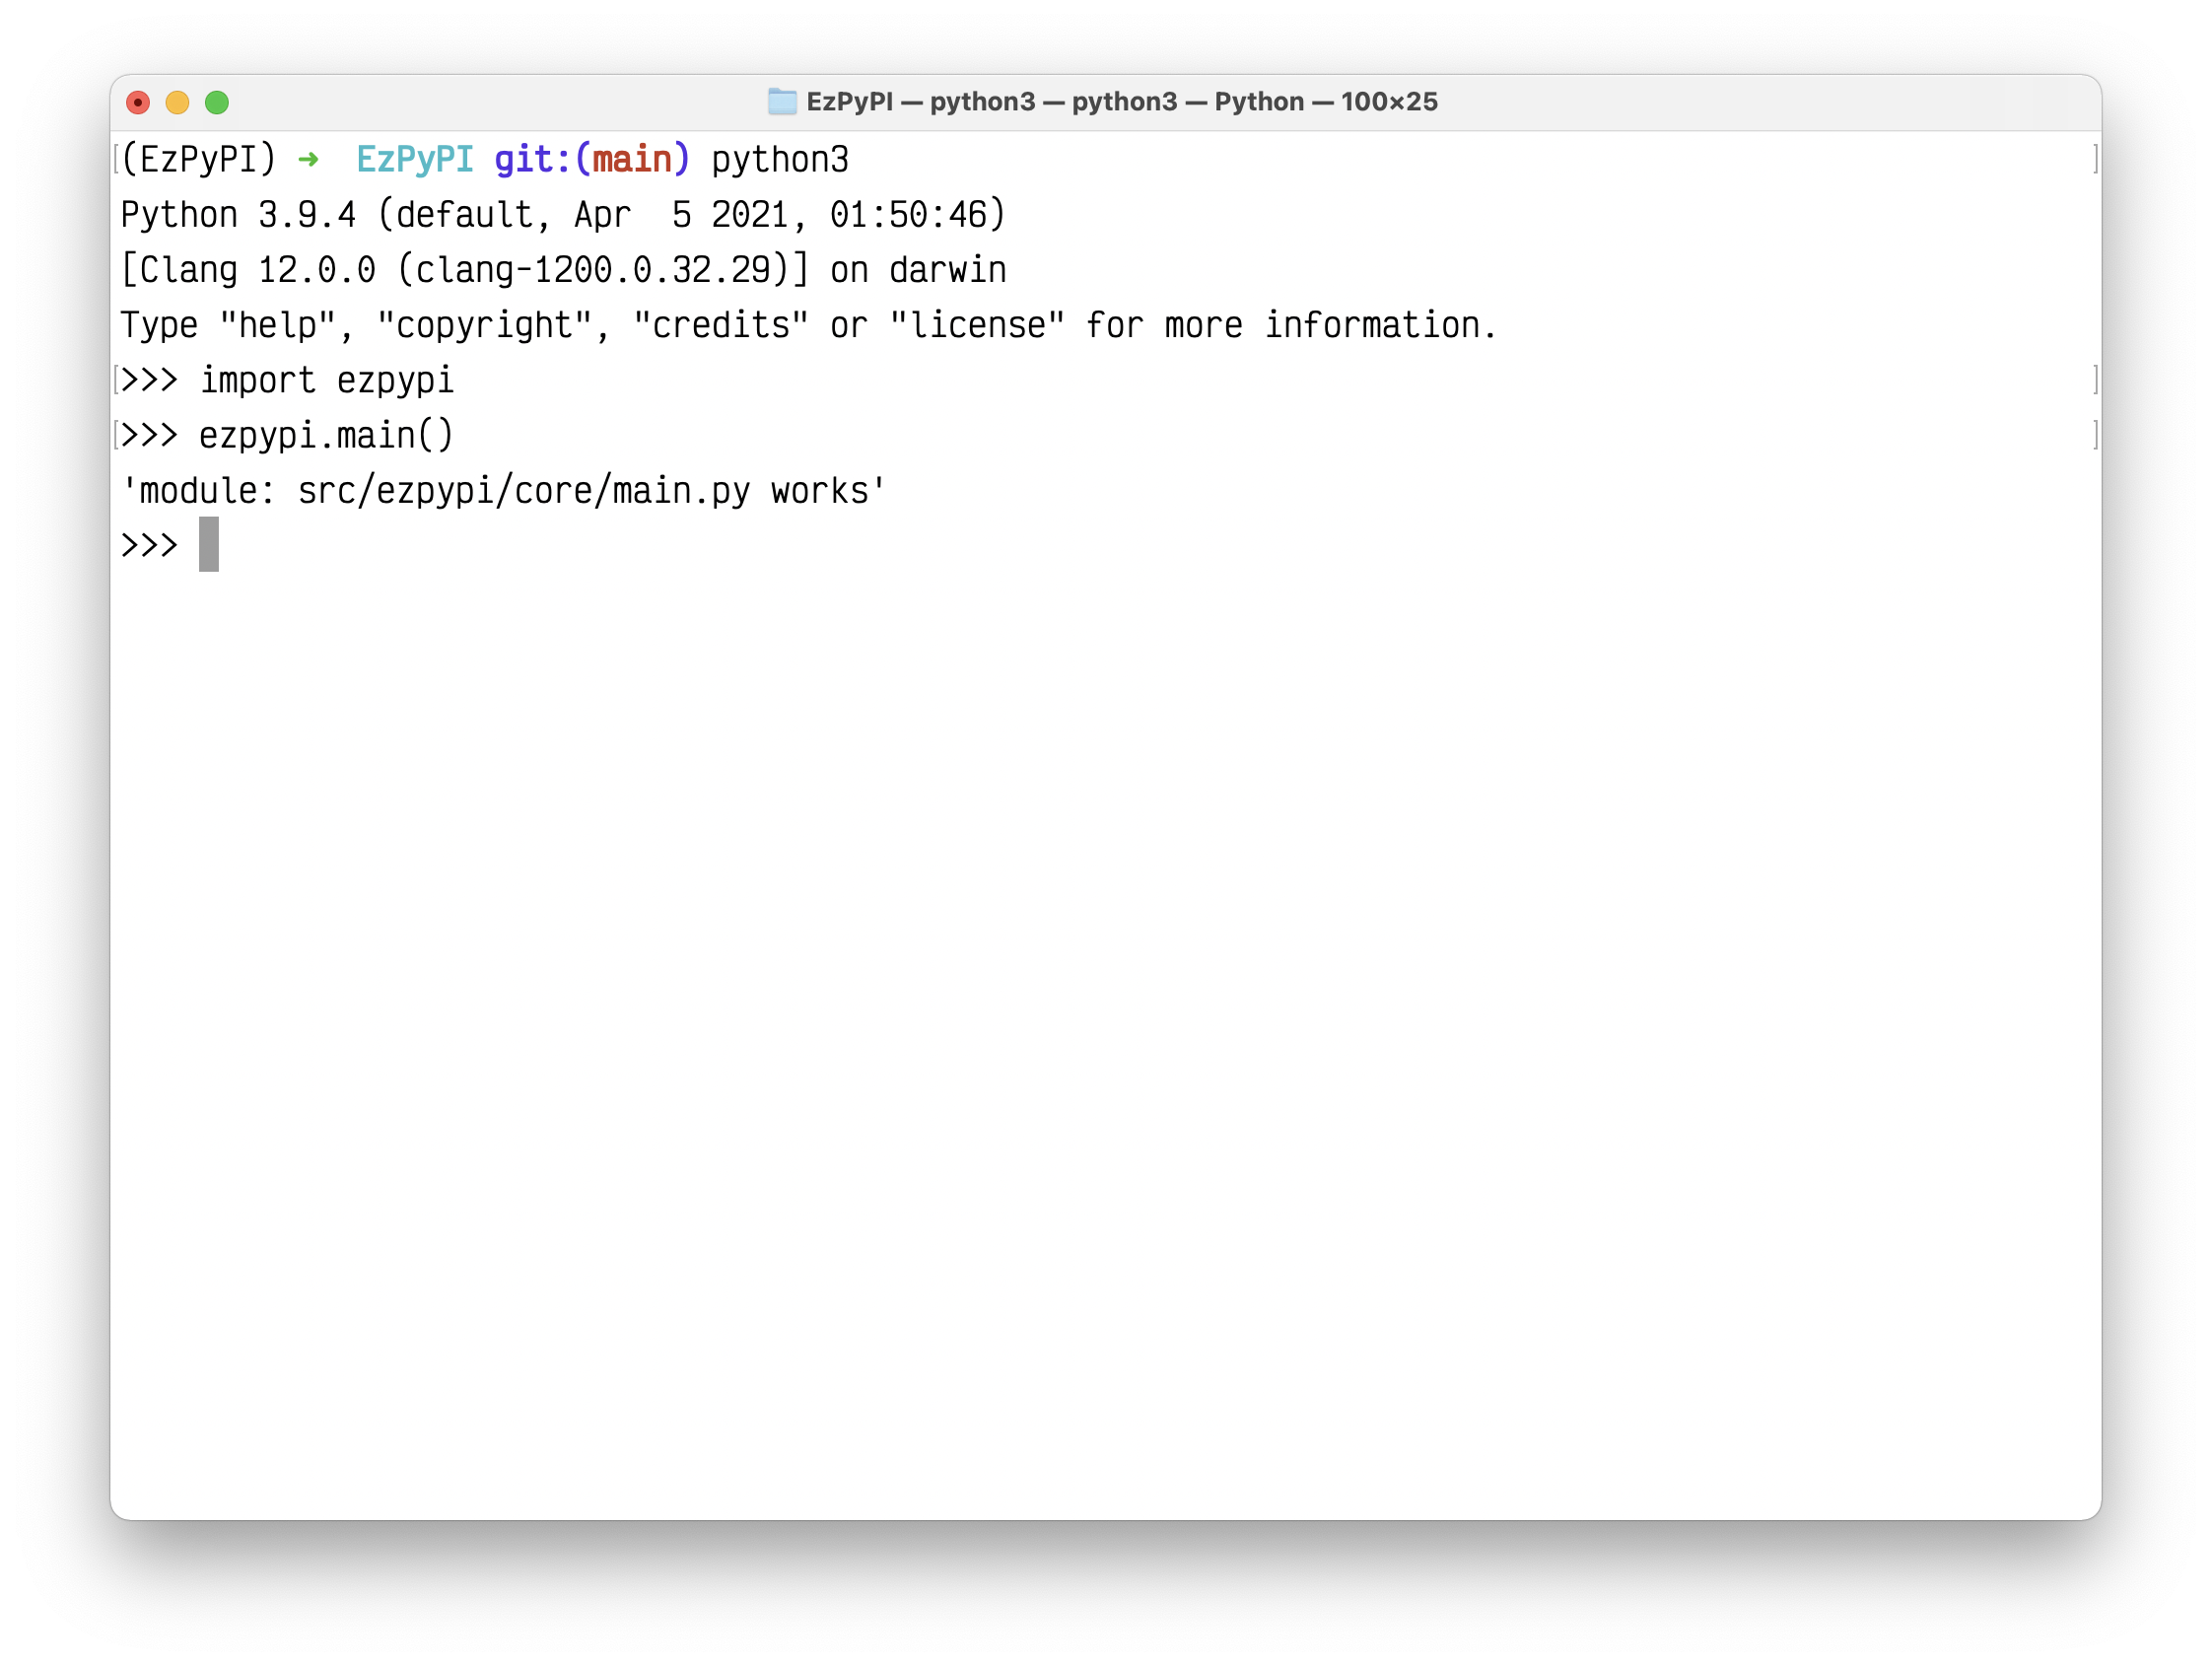 EzPyPI — python3 — python3 — Python — 100×25
(EzPyPI) ➜  EzPyPI git:(main) python3
Python 3.9.4 (default, Apr  5 2021, 01:50:46)
[Clang 12.0.0 (clang-1200.0.32.29)] on darwin
Type "help", "copyright", "credits" or "license" for more information.
>>> import ezpypi
>>> ezpypi.main()
'module: src/ezpypi/core/main.py works'
>>>